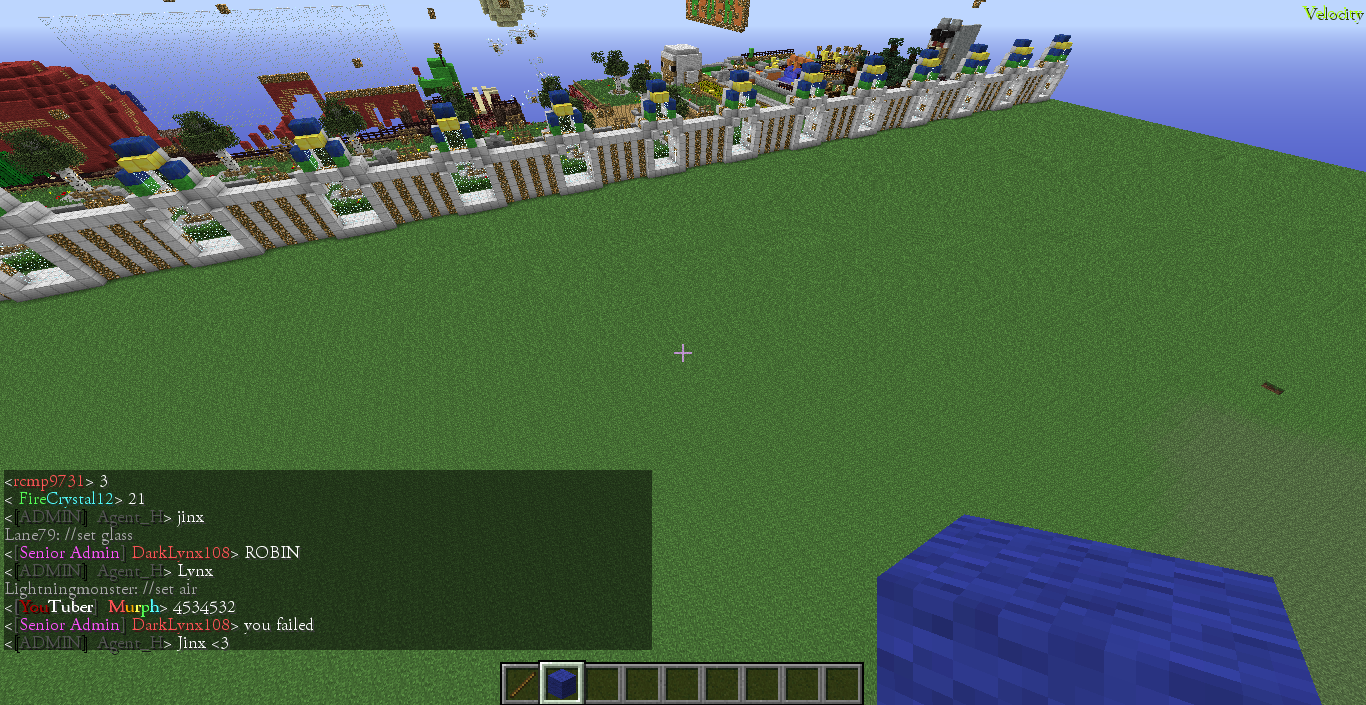 Velocity
<rcmp9731> 3
< FireCrystal12> 21
<[ADMIN] Agent_H> jinx
Lane79: //set glass
<[Senior Admin] DarkLynx108> ROBIN
<[ADMIN] Agent_H> Lynx
Lightningmonster: //set air
<[YouTuber] Murph> 4534532
<[Senior Admin] DarkLynx108> you failed
<[ADMIN] Agent_H> Jinx <3